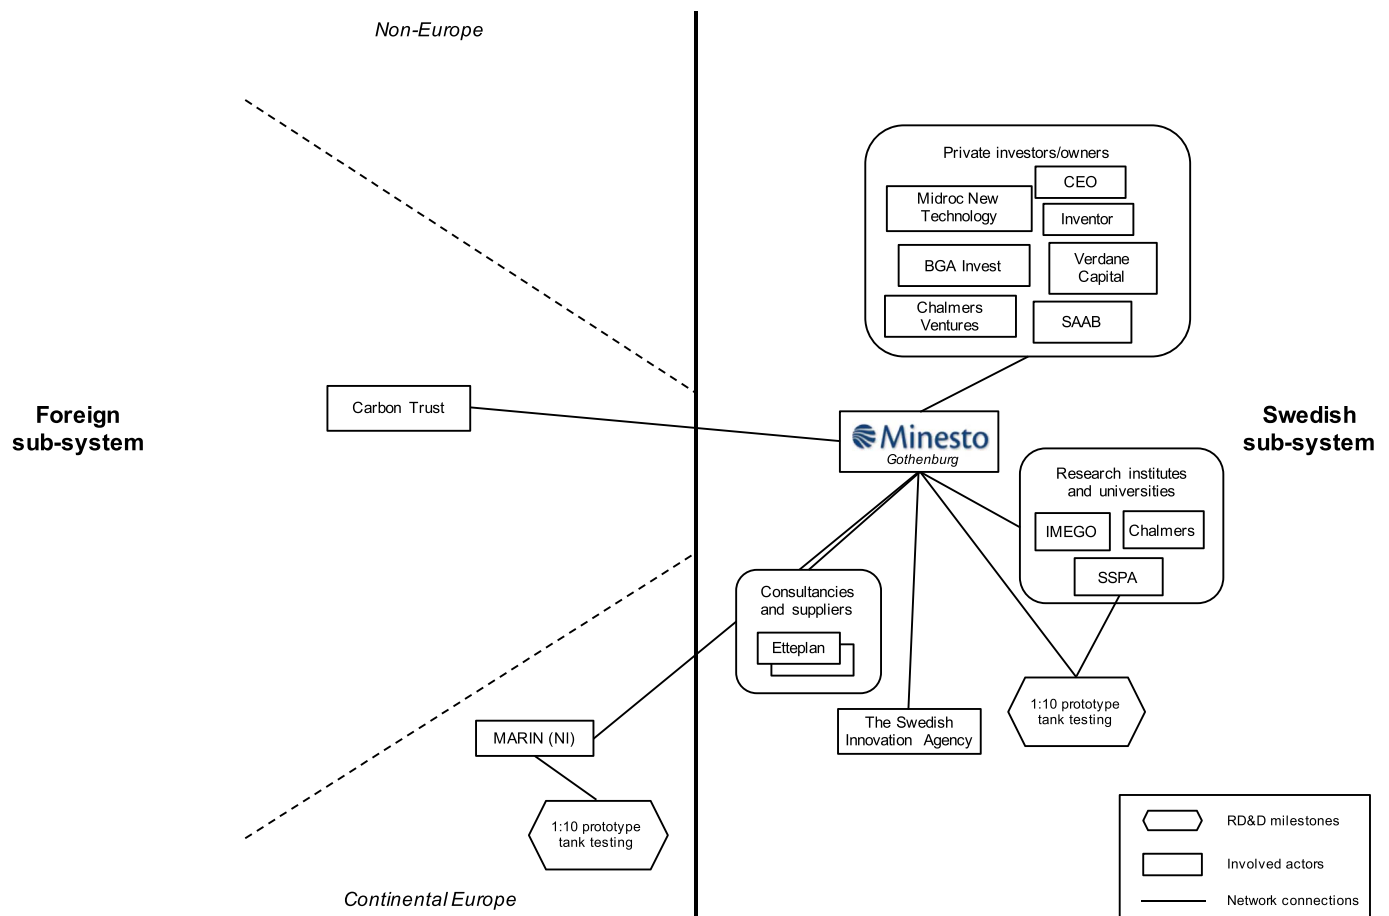 Non-Europe
Private investors/owners
CEO
Midroc New
Technology
Inventor
BGA Invest
Verdane
Capital
Chalmers
Ventures
SAAB
Foreign
sub-system
Carbon Trust
Minesto
Gothenburg
Swedish
sub-system
Research institutes
and universities
IMEGO
Chalmers
SSPA
Consultancies
and suppliers
Etteplan
MARIN (NI)
The Swedish
Innovation Agency
1:10 prototype
tank testing
1:10 prototype
tank testing
Continental Europe
RD&D milestones
Involved actors
Network connections